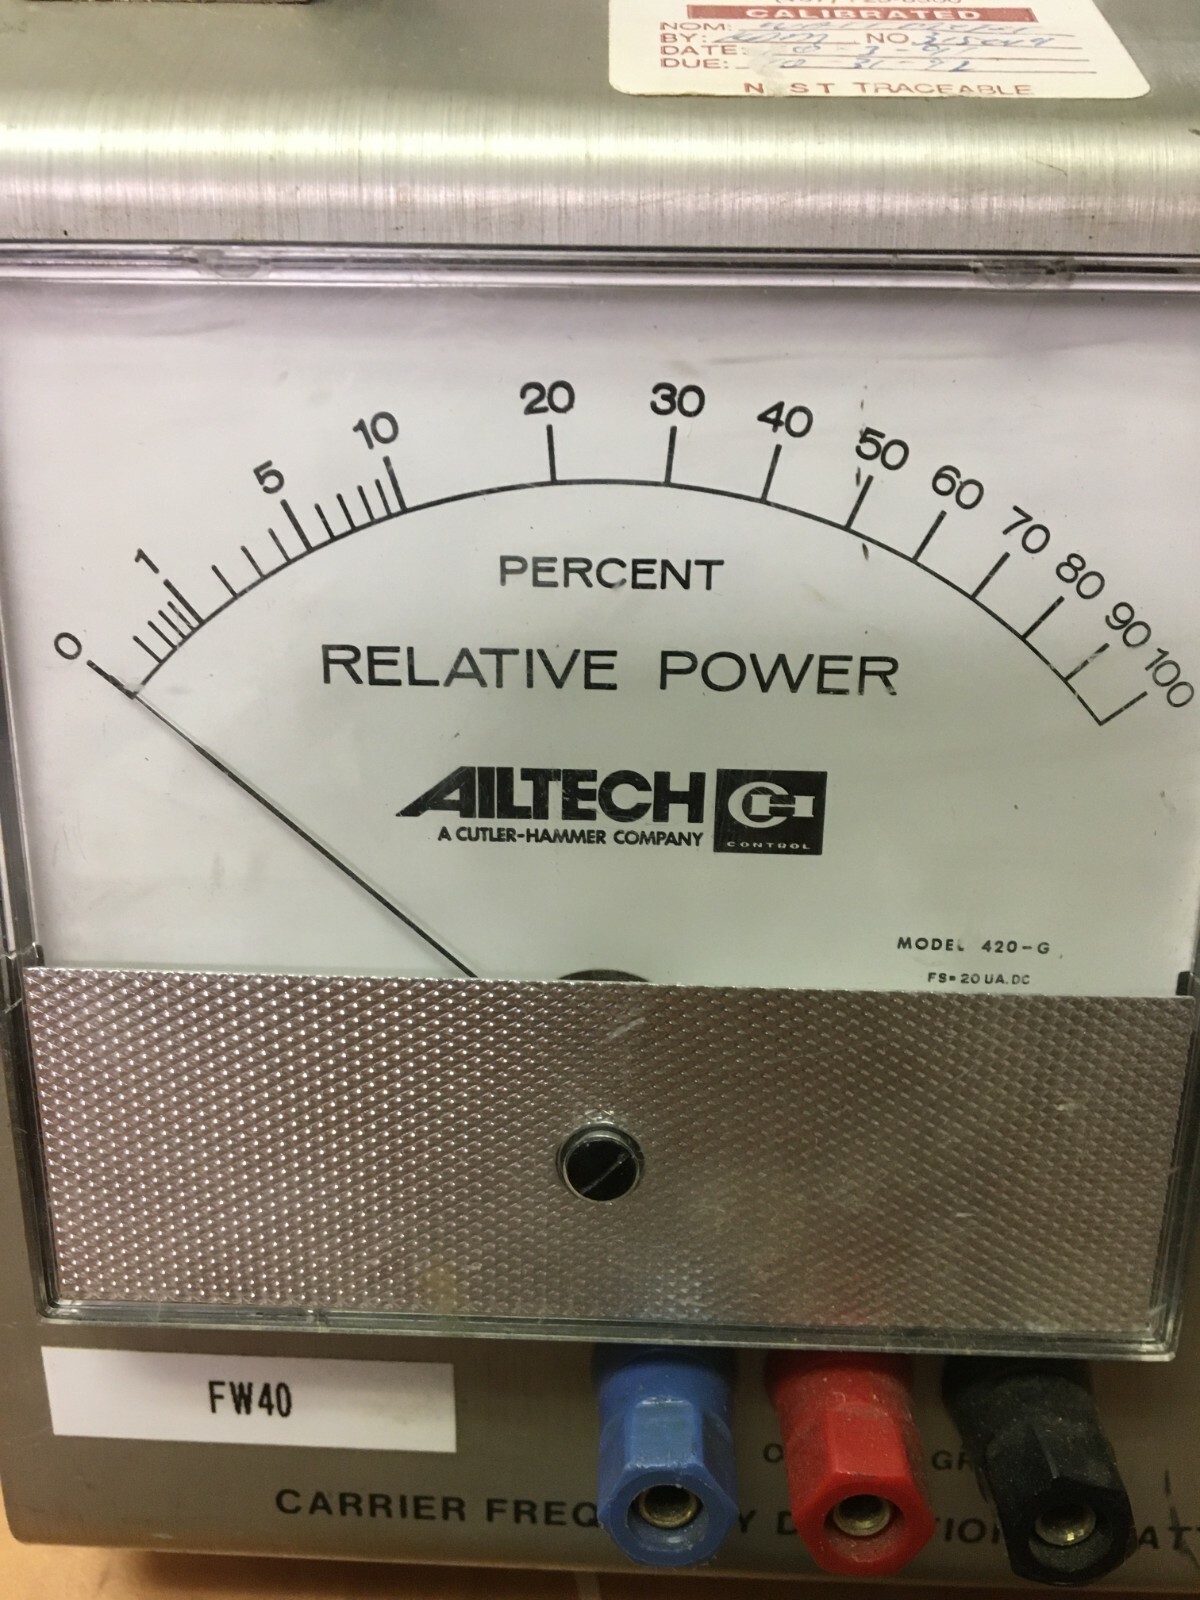 CALIBRATED
NOM:
BY: NO.
DATE:
DUE:
NIST TRACEABLE
0 1 5 10 20 30 40 50 60 70 80 90 100
PERCENT
RELATIVE POWER
AILTECH
A CUTLER-HAMMER COMPANY
CONTROL
MODEL 420-G
FS=20 UA.DC
FW40
CARRIER